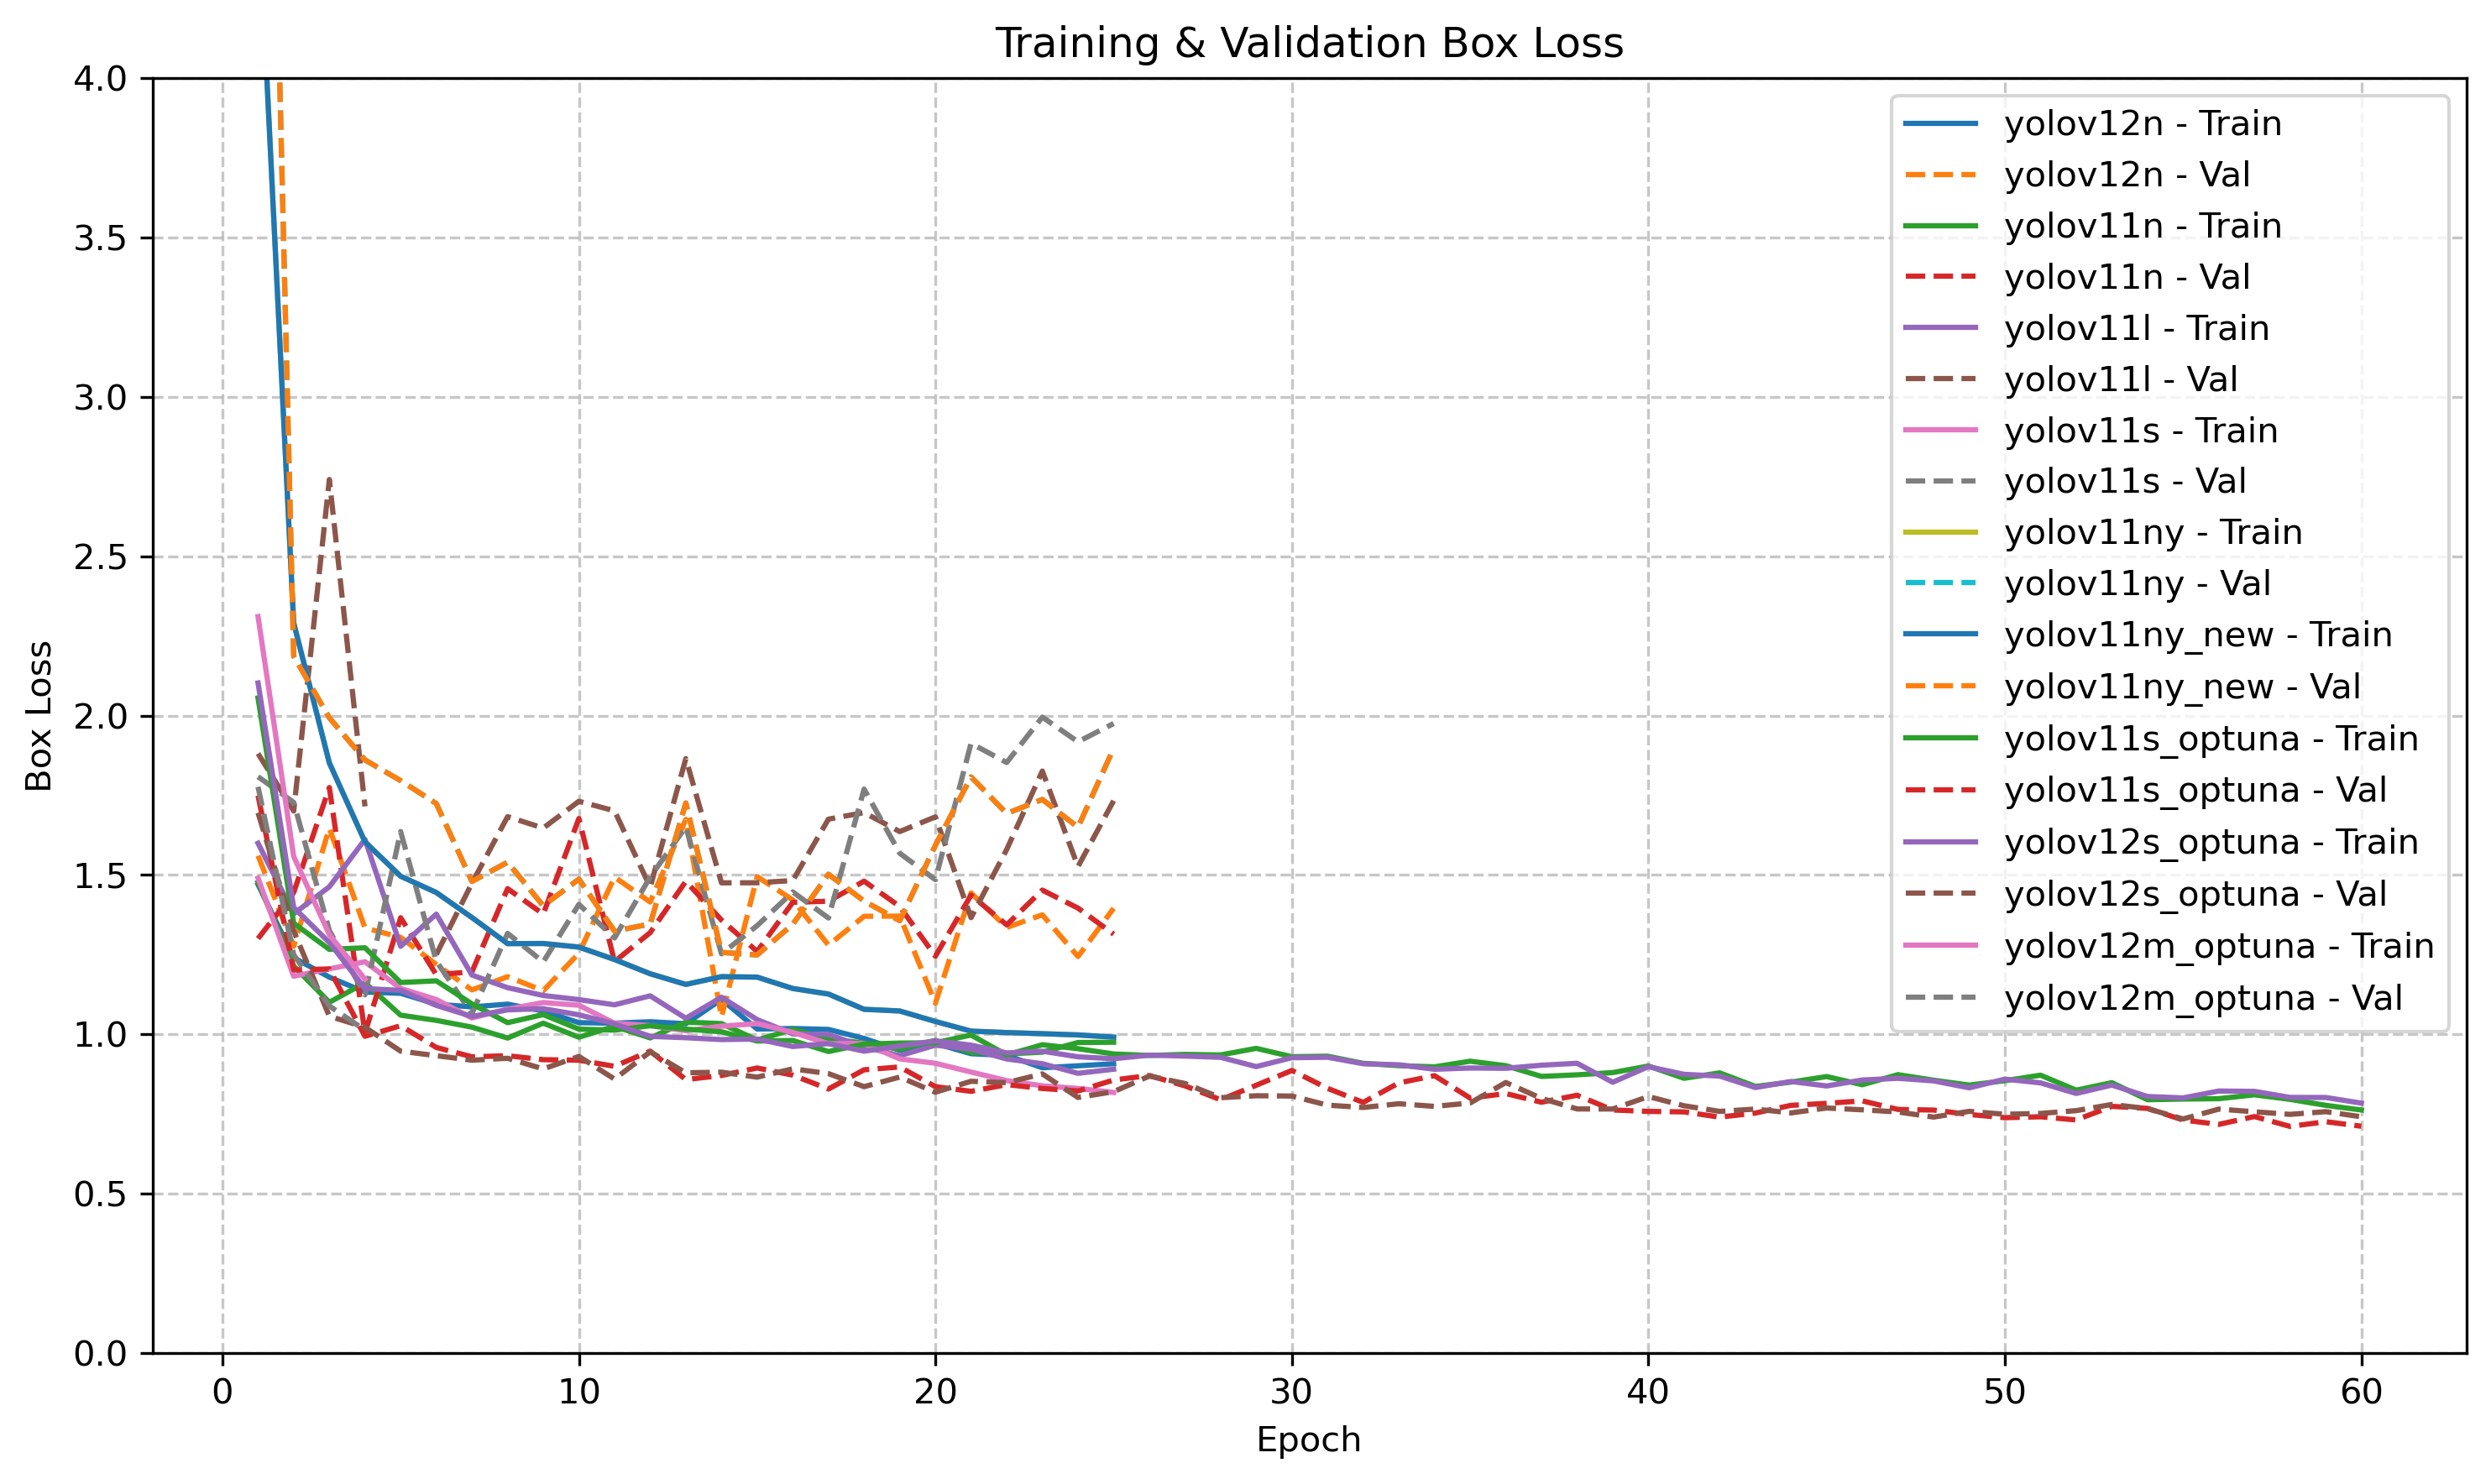 Training & Validation Box Loss
4.0
3.5
3.0
2.5
2.0
1.5
1.0
0.5
0.0
Box Loss
0 10 20 30 40 50 60
Epoch
yolov12n - Train
yolov12n - Val
yolov11n - Train
yolov11n - Val
yolov11l - Train
yolov11l - Val
yolov11s - Train
yolov11s - Val
yolov11ny - Train
yolov11ny - Val
yolov11ny_new - Train
yolov11ny_new - Val
yolov11s_optuna - Train
yolov11s_optuna - Val
yolov12s_optuna - Train
yolov12s_optuna - Val
yolov12m_optuna - Train
yolov12m_optuna - Val